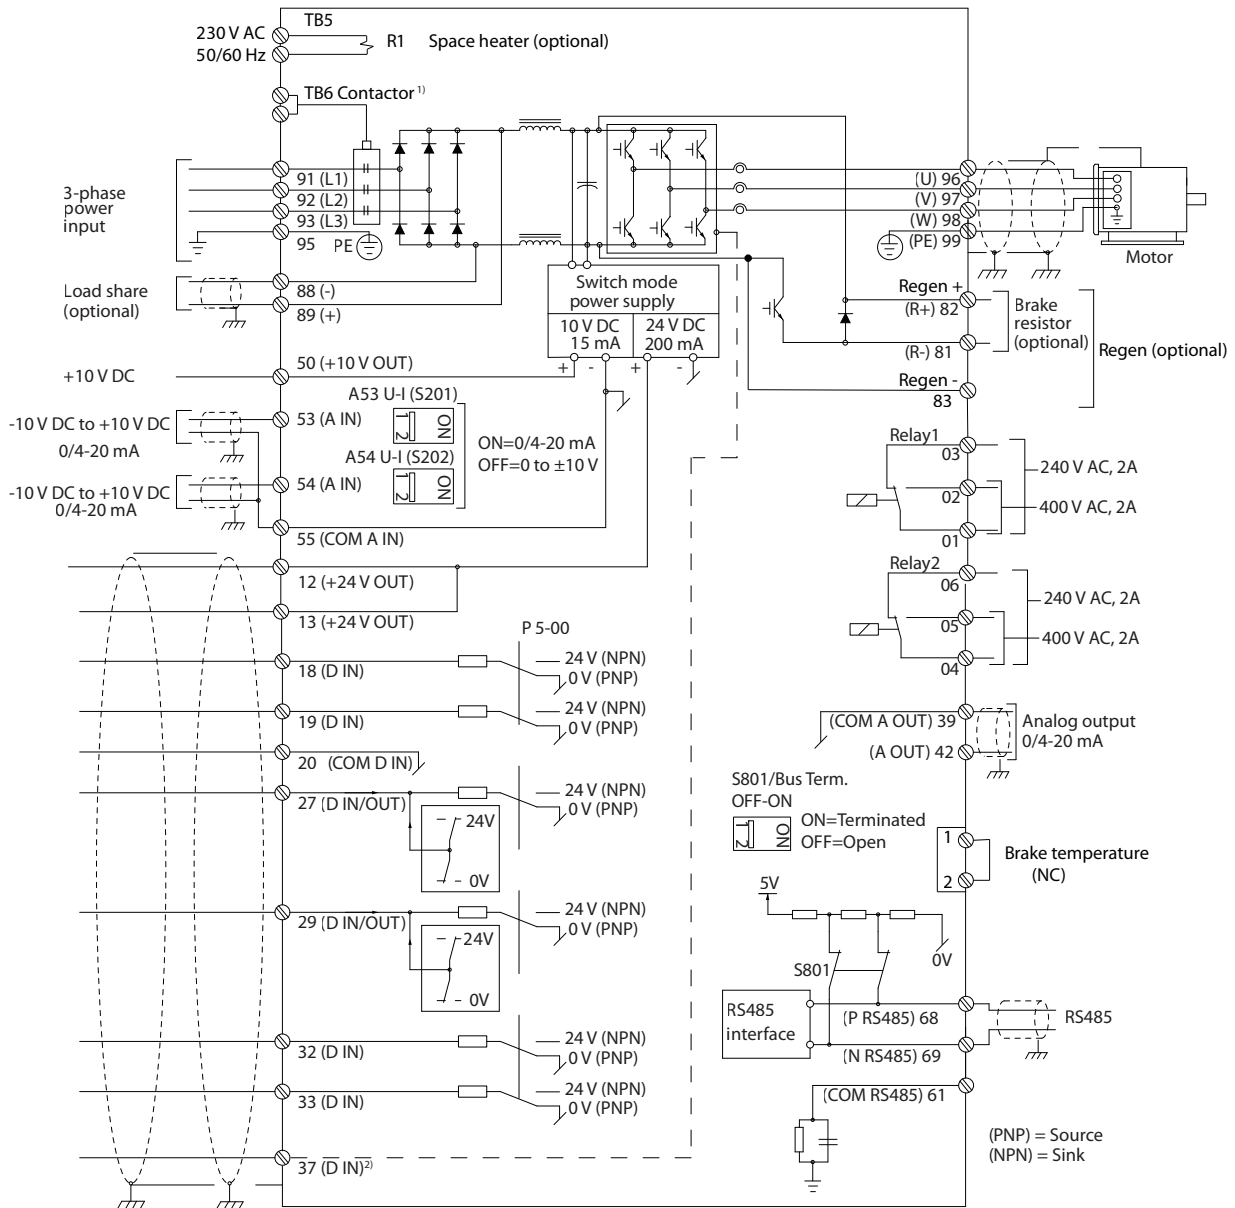 TB5
230 V AC
50/60 Hz
R1
Space heater (optional)
TB6 Contactor 1)
3-phase
power
input
91 (L1)
92 (L2)
93 (L3)
95
PE
Load share
(optional)
88 (-)
89 (+)
50 (+10 V OUT)
+10 V DC
Switch mode
power supply
10 V DC
15 mA
24 V DC
200 mA
+
-
+
-
(U) 96
(V) 97
(W) 98
(PE) 99
Motor
Regen +
(R+) 82
Brake
resistor
(optional)
(R-) 81
Regen (optional)
Regen -
83
-10 V DC to +10 V DC
0/4-20 mA
53 (A IN)
A53 U-I (S201)
1 2
ON
ON=0/4-20 mA
OFF=0 to ±10 V
-10 V DC to +10 V DC
0/4-20 mA
54 (A IN)
A54 U-I (S202)
1 2
ON
55 (COM A IN)
12 (+24 V OUT)
13 (+24 V OUT)
P 5-00
18 (D IN)
24 V (NPN)
0 V (PNP)
19 (D IN)
24 V (NPN)
0 V (PNP)
20 (COM D IN)
27 (D IN/OUT)
24 V (NPN)
0 V (PNP)
24V
0V
29 (D IN/OUT)
24 V (NPN)
0 V (PNP)
24V
0V
32 (D IN)
24 V (NPN)
0 V (PNP)
33 (D IN)
24 V (NPN)
0 V (PNP)
37 (D IN) 2)
Relay1
03
240 V AC, 2A
02
400 V AC, 2A
01
Relay2
06
240 V AC, 2A
05
400 V AC, 2A
04
(COM A OUT) 39
Analog output
0/4-20 mA
(A OUT) 42
S801/Bus Term.
OFF-ON
1 2
ON
ON=Terminated
OFF=Open
1
2
Brake temperature
(NC)
5V
S801
0V
RS485
interface
(P RS485) 68
RS485
(N RS485) 69
(COM RS485) 61
(PNP) = Source
(NPN) = Sink